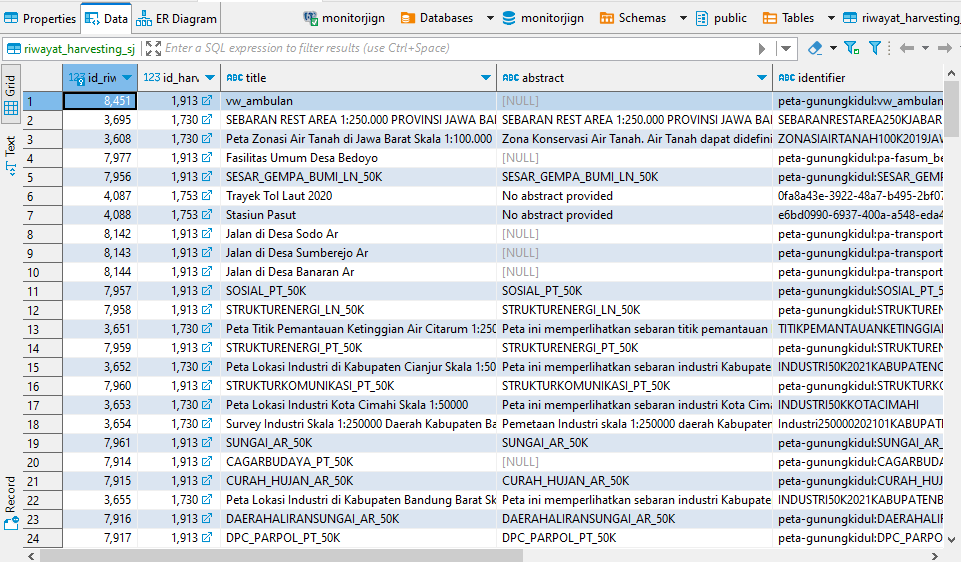 Properties Data ER Diagram monitorjign Databases monitorjign Schemas public Tables riwayat_harvesting_
riwayat_harvesting_sj Enter a SQL expression to filter results (use Ctrl+Space)
Grid
Text
Record
123 id_riw 123 id_harv ABC title ABC abstract ABC identifier
1 8,451 1,913 vw_ambulan [NULL] peta-gunungkidul:vw_ambulan
2 3,695 1,730 SEBARAN REST AREA 1:250.000 PROVINSI JAWA BAR SEBARAN REST AREA 1:250.000 PROVINSI JAWA BAR SEBARANRESTAREA250KJABAR
3 3,608 1,730 Peta Zonasi Air Tanah di Jawa Barat Skala 1:100.000 Zona Konservasi Air Tanah. Air Tanah dapat didefini ZONASIAIRTANAH100K2019JAW
4 7,977 1,913 Fasilitas Umum Desa Bedoyo [NULL] peta-gunungkidul:pa-fasum_be
5 7,956 1,913 SESAR_GEMPA_BUMI_LN_50K SESAR_GEMPA_BUMI_LN_50K peta-gunungkidul:SESAR_GEMP
6 4,087 1,753 Trayek Tol Laut 2020 No abstract provided 0fa8a43e-3922-48a7-b495-2bf07
7 4,088 1,753 Stasiun Pasut No abstract provided e6bd0990-6937-400a-a548-eda4
8 8,142 1,913 Jalan di Desa Sodo Ar [NULL] peta-gunungkidul:pa-transport
9 8,143 1,913 Jalan di Desa Sumberejo Ar [NULL] peta-gunungkidul:pa-transport
10 8,144 1,913 Jalan di Desa Banaran Ar [NULL] peta-gunungkidul:pa-transport
11 7,957 1,913 SOSIAL_PT_50K SOSIAL_PT_50K peta-gunungkidul:SOSIAL_PT_5
12 7,958 1,913 STRUKTURENERGI_LN_50K STRUKTURENERGI_LN_50K peta-gunungkidul:STRUKTUREN
13 3,651 1,730 Peta Titik Pemantauan Ketinggian Air Citarum 1:250 Peta ini memperlihatkan sebaran titik pemantauan TITIKPEMANTAUANKETINGGIA
14 7,959 1,913 STRUKTURENERGI_PT_50K STRUKTURENERGI_PT_50K peta-gunungkidul:STRUKTUREN
15 3,652 1,730 Peta Lokasi Industri di Kabupaten Cianjur Skala 1:50 Peta ini memperlihatkan sebaran industri Kabupate INDUSTRI50K2021KABUPATENC
16 7,960 1,913 STRUKTURKOMUNIKASI_PT_50K STRUKTURKOMUNIKASI_PT_50K peta-gunungkidul:STRUKTURK
17 3,653 1,730 Peta Lokasi Industri Kota Cimahi Skala 1:50000 Peta ini memperlihatkan sebaran industri Kota Cima INDUSTRI50KKOTACIMAHI
18 3,654 1,730 Survey Industri Skala 1:250000 Daerah Kabupaten Ba Pemetaan Industri skala 1:250000 daerah Kabupaten Industri250000202101KABUPAT
19 7,961 1,913 SUNGAI_AR_50K SUNGAI_AR_50K peta-gunungkidul:SUNGAI_AR_
20 7,914 1,913 CAGARBUDAYA_PT_50K [NULL] peta-gunungkidul:CAGARBUDA
21 7,915 1,913 CURAH_HUJAN_AR_50K CURAH_HUJAN_AR_50K peta-gunungkidul:CURAH_HUJ
22 3,655 1,730 Peta Lokasi Industri di Kabupaten Bandung Barat Sk Peta ini memperlihatkan sebaran industri Kabupate INDUSTRI50K2021KABUPATENB
23 7,916 1,913 DAERAHALIRANSUNGAI_AR_50K DAERAHALIRANSUNGAI_AR_50K peta-gunungkidul:DAERAHALIR
24 7,917 1,913 DPC_PARPOL_PT_50K DPC_PARPOL_PT_50K peta-gunungkidul:DPC_PARPOL